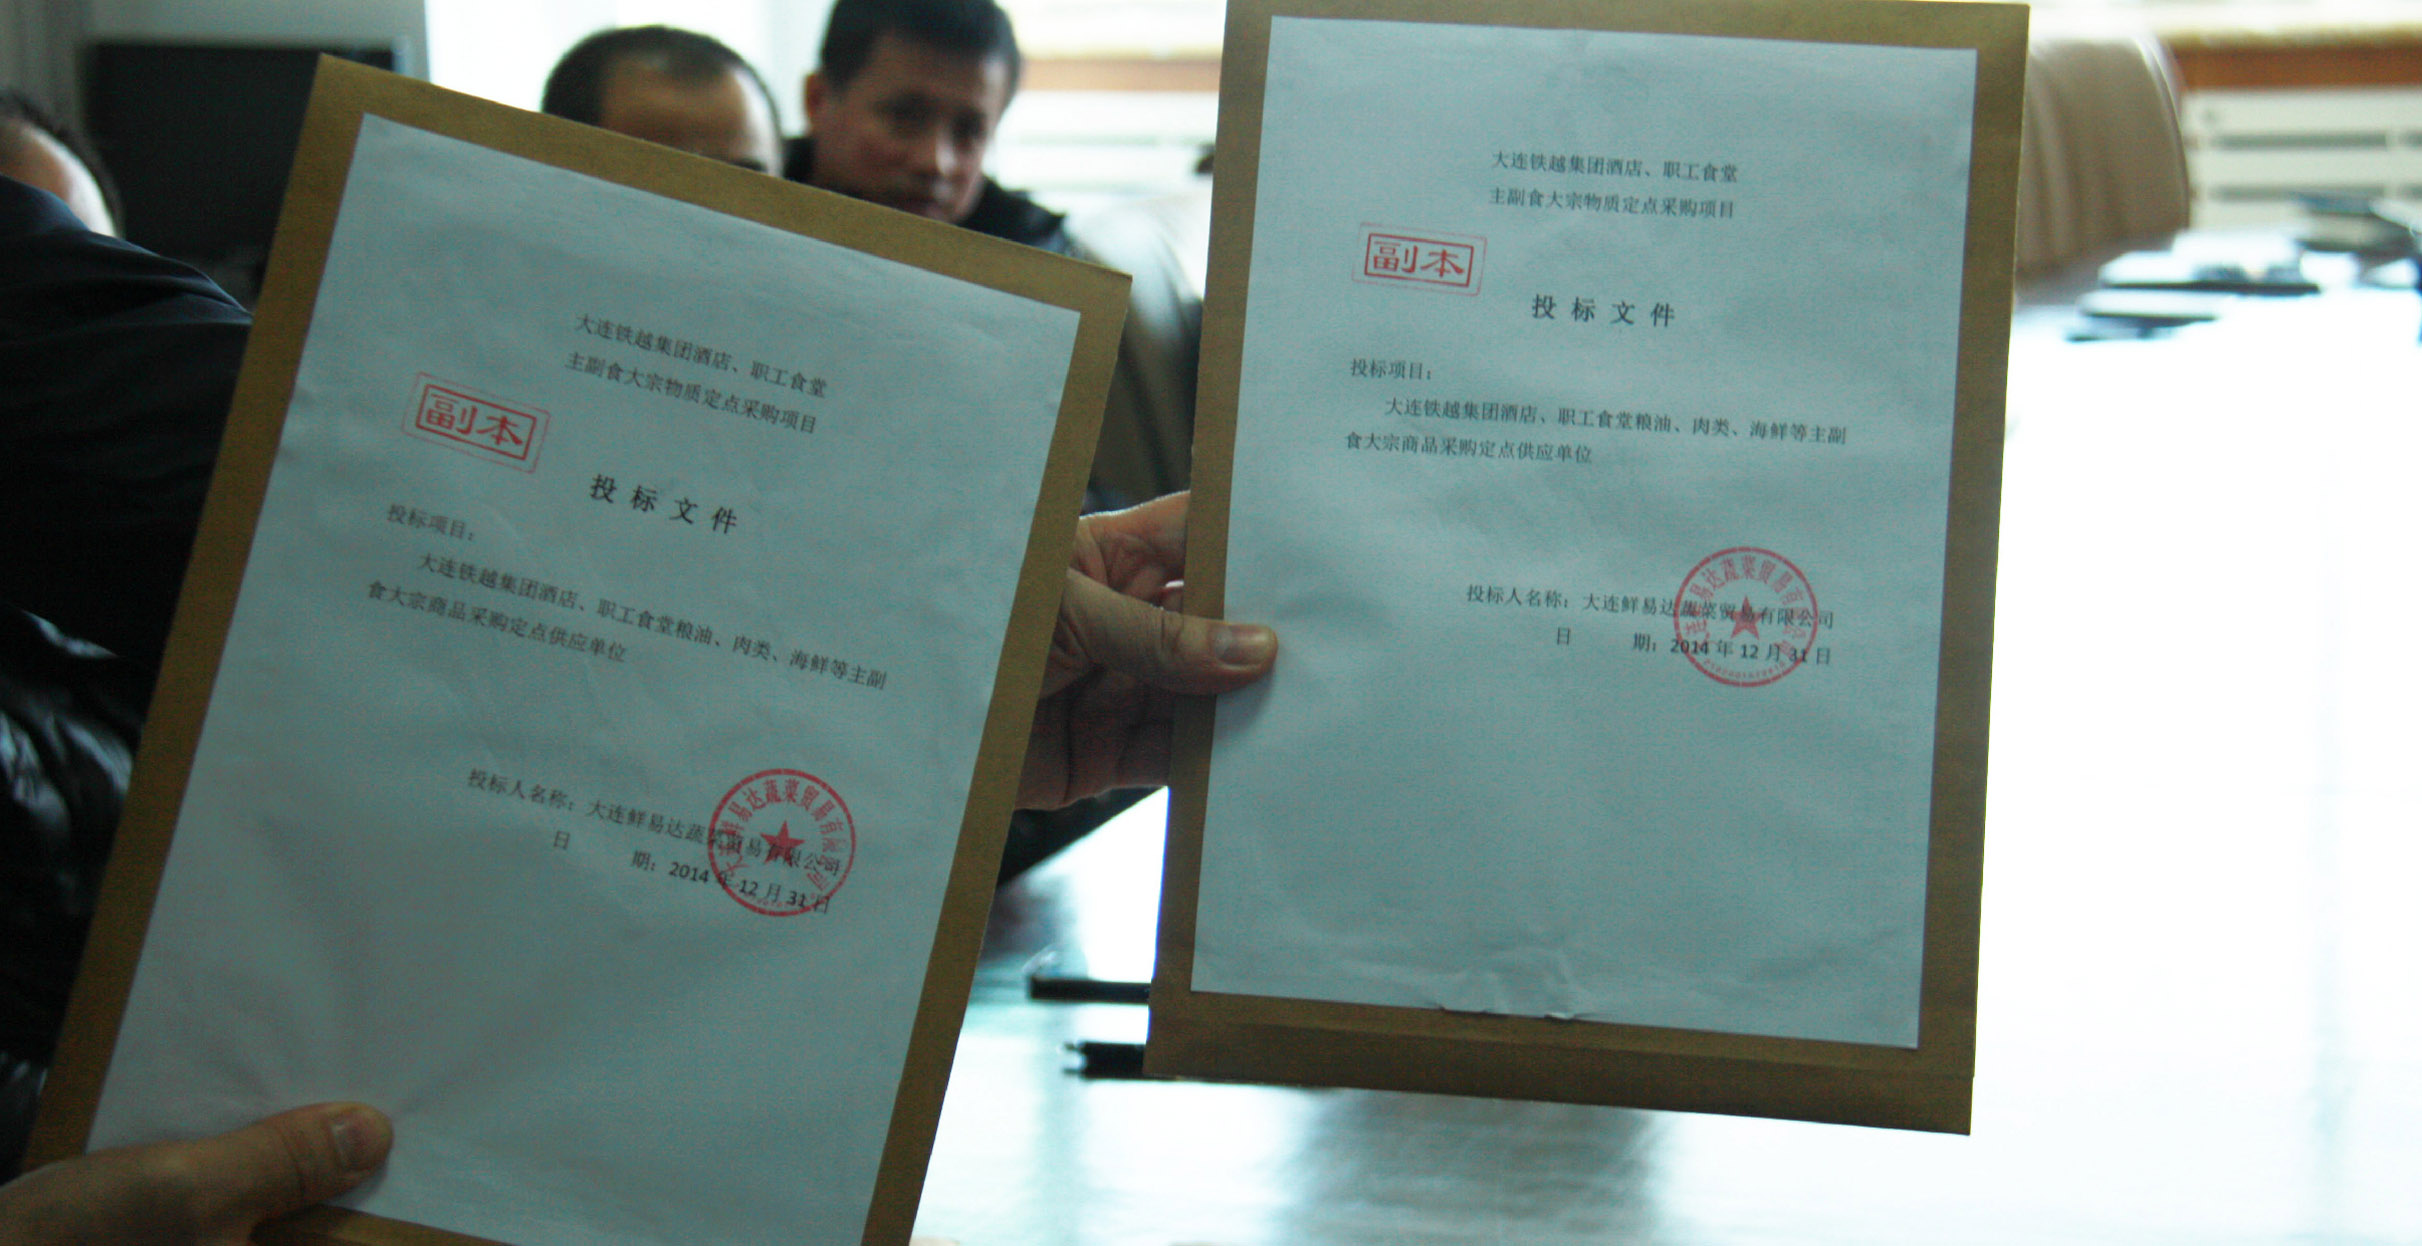 大连铁越集团酒店、职工食堂
主副食大宗物质定点采购项目
副本
投标文件
投标项目：
大连铁越集团酒店、职工食堂粮油、肉类、海鲜等主副
食大宗商品采购定点供应单位
投标人名称：大连鲜易达蔬菜贸易有限公司
日 期：2014年12月31日
大连鲜易达蔬菜贸易有限公司
大连铁越集团酒店、职工食堂
主副食大宗物质定点采购项目
副本
投标文件
投标项目：
大连铁越集团酒店、职工食堂粮油、肉类、海鲜等主副
食大宗商品采购定点供应单位
投标人名称：大连鲜易达蔬菜贸易有限公司
日 期：2014年12月31日
大连鲜易达蔬菜贸易有限公司